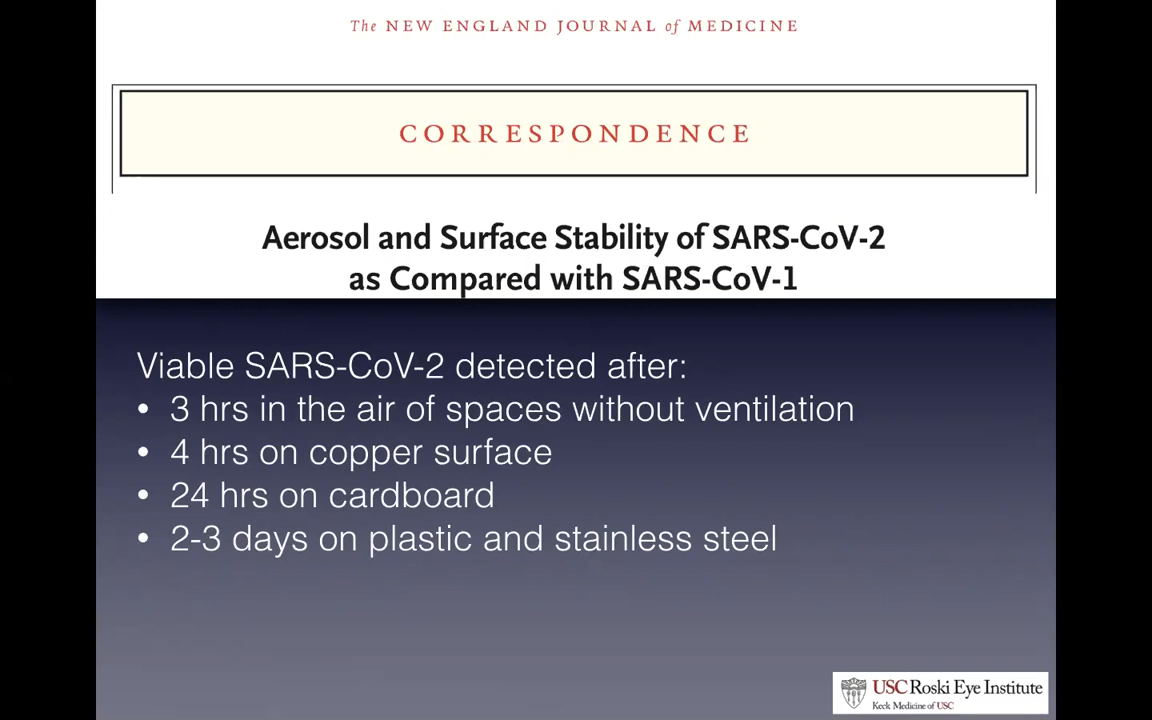 The NEW ENGLAND JOURNAL of MEDICINE
CORRESPONDENCE
Aerosol and Surface Stability of SARS-CoV-2
as Compared with SARS-CoV-1
Viable SARS-CoV-2 detected after:
• 3 hrs in the air of spaces without ventilation
• 4 hrs on copper surface
• 24 hrs on cardboard
• 2-3 days on plastic and stainless steel
USC Roski Eye Institute
Keck Medicine of USC